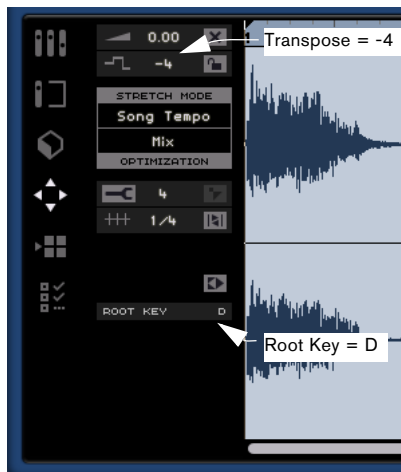 0.00
Transpose = -4
-4
STRETCH MODE
Song Tempo
Mix
OPTIMIZATION
4
1/4
ROOT KEY D
Root Key = D